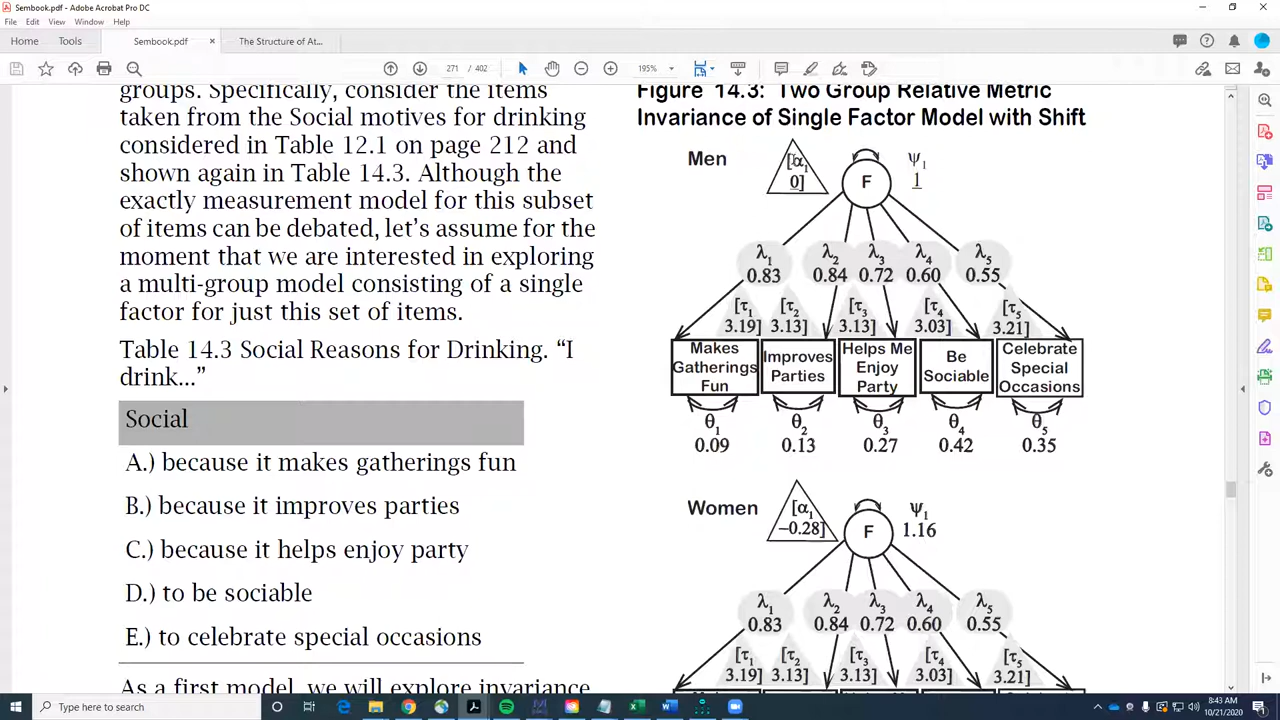 Sembook.pdf - Adobe Acrobat Pro DC
File Edit View Window Help
Home Tools Sembook.pdf × The Structure of At...
271 / 402 195%
groups. Specifically, consider the items
taken from the Social motives for drinking
considered in Table 12.1 on page 212 and
shown again in Table 14.3. Although the
exactly measurement model for this subset
of items can be debated, let's assume for the
moment that we are interested in exploring
a multi-group model consisting of a single
factor for just this set of items.
Table 14.3 Social Reasons for Drinking. “I
drink...”
Social
A.) because it makes gatherings fun
B.) because it improves parties
C.) because it helps enjoy party
D.) to be sociable
E.) to celebrate special occasions
As a first model, we will explore invariance
Figure 14.3: Two Group Relative Metric
Invariance of Single Factor Model with Shift
Men
[α₁
0]
F
ψ₁
1
λ₁ λ₂ λ₃ λ₄ λ₅
0.83 0.84 0.72 0.60 0.55
[τ₁ [τ₂ [τ₃ [τ₄ [τ₅
3.19] 3.13] 3.13] 3.03] 3.21]
Makes
Gatherings
Fun
Improves
Parties
Helps Me
Enjoy
Party
Be
Sociable
Celebrate
Special
Occasions
θ₁ θ₂ θ₃ θ₄ θ₅
0.09 0.13 0.27 0.42 0.35
Women
[α₁
−0.28]
F
ψ₁
1.16
λ₁ λ₂ λ₃ λ₄ λ₅
0.83 0.84 0.72 0.60 0.55
[τ₁ [τ₂ [τ₃ [τ₄ [τ₅
3.19] 3.13] 3.13] 3.03] 3.21]
Type here to search
8:43 AM
10/21/2020